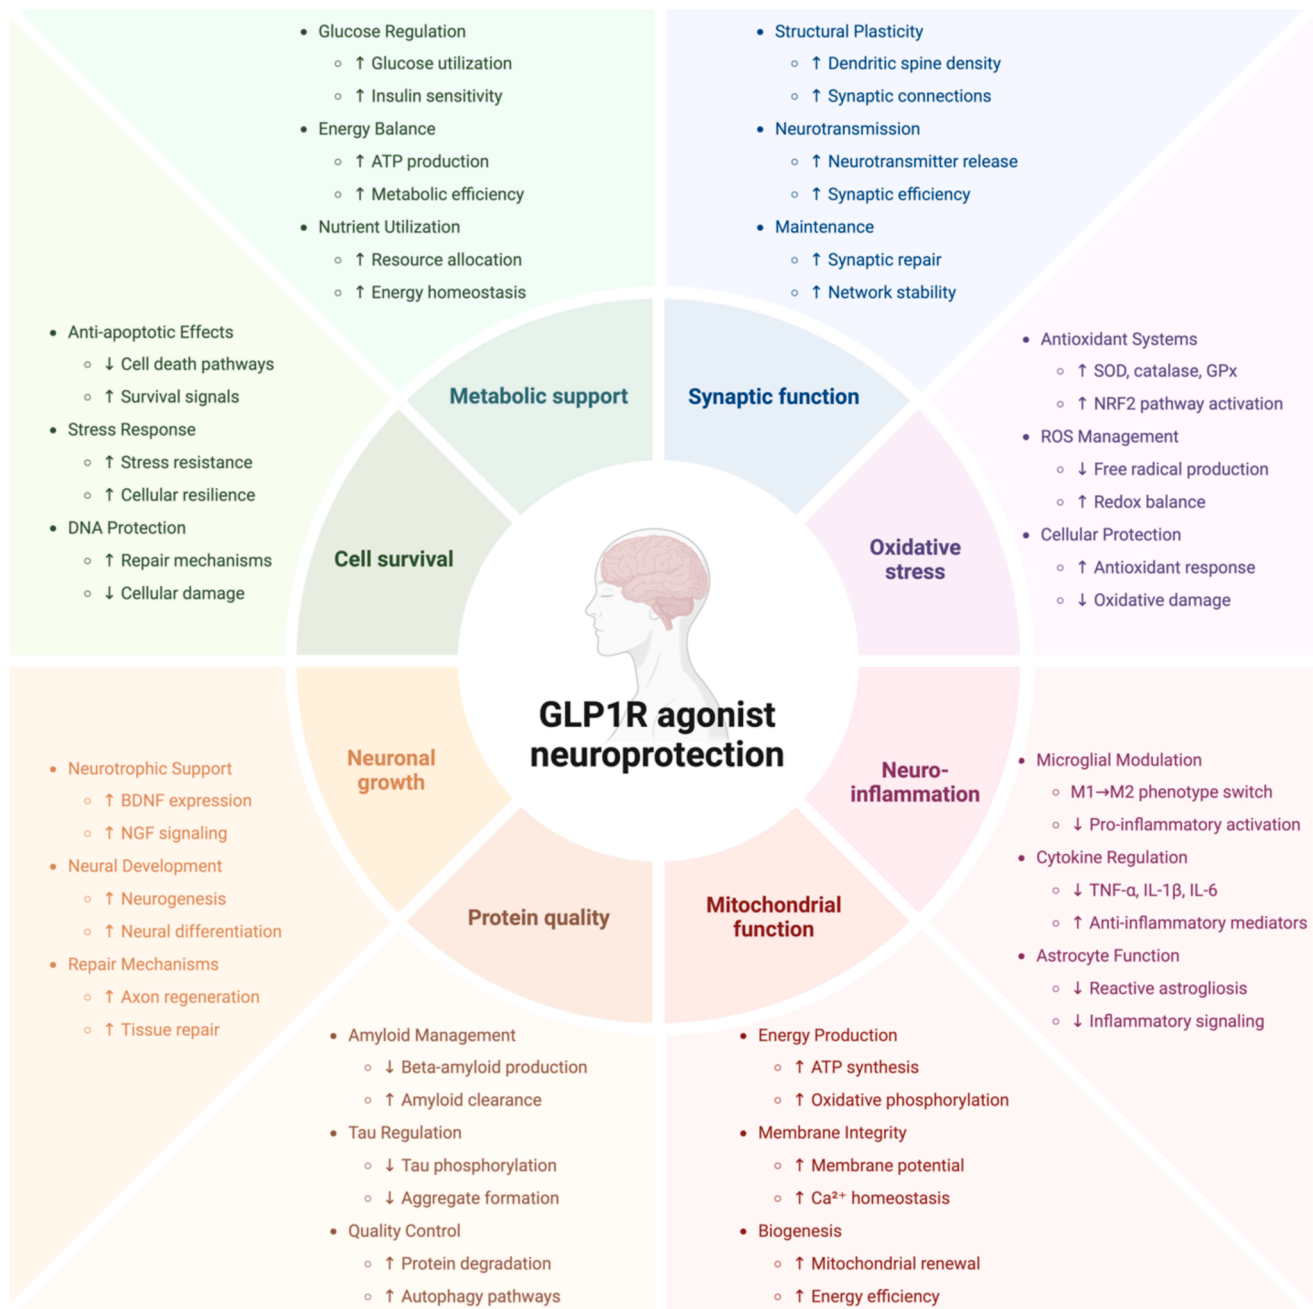 • Glucose Regulation
◦ ↑ Glucose utilization
◦ ↑ Insulin sensitivity
• Energy Balance
◦ ↑ ATP production
◦ ↑ Metabolic efficiency
• Nutrient Utilization
◦ ↑ Resource allocation
◦ ↑ Energy homeostasis
• Structural Plasticity
◦ ↑ Dendritic spine density
◦ ↑ Synaptic connections
• Neurotransmission
◦ ↑ Neurotransmitter release
◦ ↑ Synaptic efficiency
• Maintenance
◦ ↑ Synaptic repair
◦ ↑ Network stability
• Anti-apoptotic Effects
◦ ↓ Cell death pathways
◦ ↑ Survival signals
• Stress Response
◦ ↑ Stress resistance
◦ ↑ Cellular resilience
• DNA Protection
◦ ↑ Repair mechanisms
◦ ↓ Cellular damage
Metabolic support
Synaptic function
• Antioxidant Systems
◦ ↑ SOD, catalase, GPx
◦ ↑ NRF2 pathway activation
• ROS Management
◦ ↓ Free radical production
◦ ↑ Redox balance
• Cellular Protection
◦ ↑ Antioxidant response
◦ ↓ Oxidative damage
Cell survival
Oxidative
stress
GLP1R agonist
neuroprotection
Neuronal
growth
Neuro-
inflammation
• Neurotrophic Support
◦ ↑ BDNF expression
◦ ↑ NGF signaling
• Neural Development
◦ ↑ Neurogenesis
◦ ↑ Neural differentiation
• Repair Mechanisms
◦ ↑ Axon regeneration
◦ ↑ Tissue repair
Protein quality
Mitochondrial
function
• Microglial Modulation
◦ M1→M2 phenotype switch
◦ ↓ Pro-inflammatory activation
• Cytokine Regulation
◦ ↓ TNF-α, IL-1β, IL-6
◦ ↑ Anti-inflammatory mediators
• Astrocyte Function
◦ ↓ Reactive astrogliosis
◦ ↓ Inflammatory signaling
• Amyloid Management
◦ ↓ Beta-amyloid production
◦ ↑ Amyloid clearance
• Tau Regulation
◦ ↓ Tau phosphorylation
◦ ↓ Aggregate formation
• Quality Control
◦ ↑ Protein degradation
◦ ↑ Autophagy pathways
• Energy Production
◦ ↑ ATP synthesis
◦ ↑ Oxidative phosphorylation
• Membrane Integrity
◦ ↑ Membrane potential
◦ ↑ Ca²⁺ homeostasis
• Biogenesis
◦ ↑ Mitochondrial renewal
◦ ↑ Energy efficiency